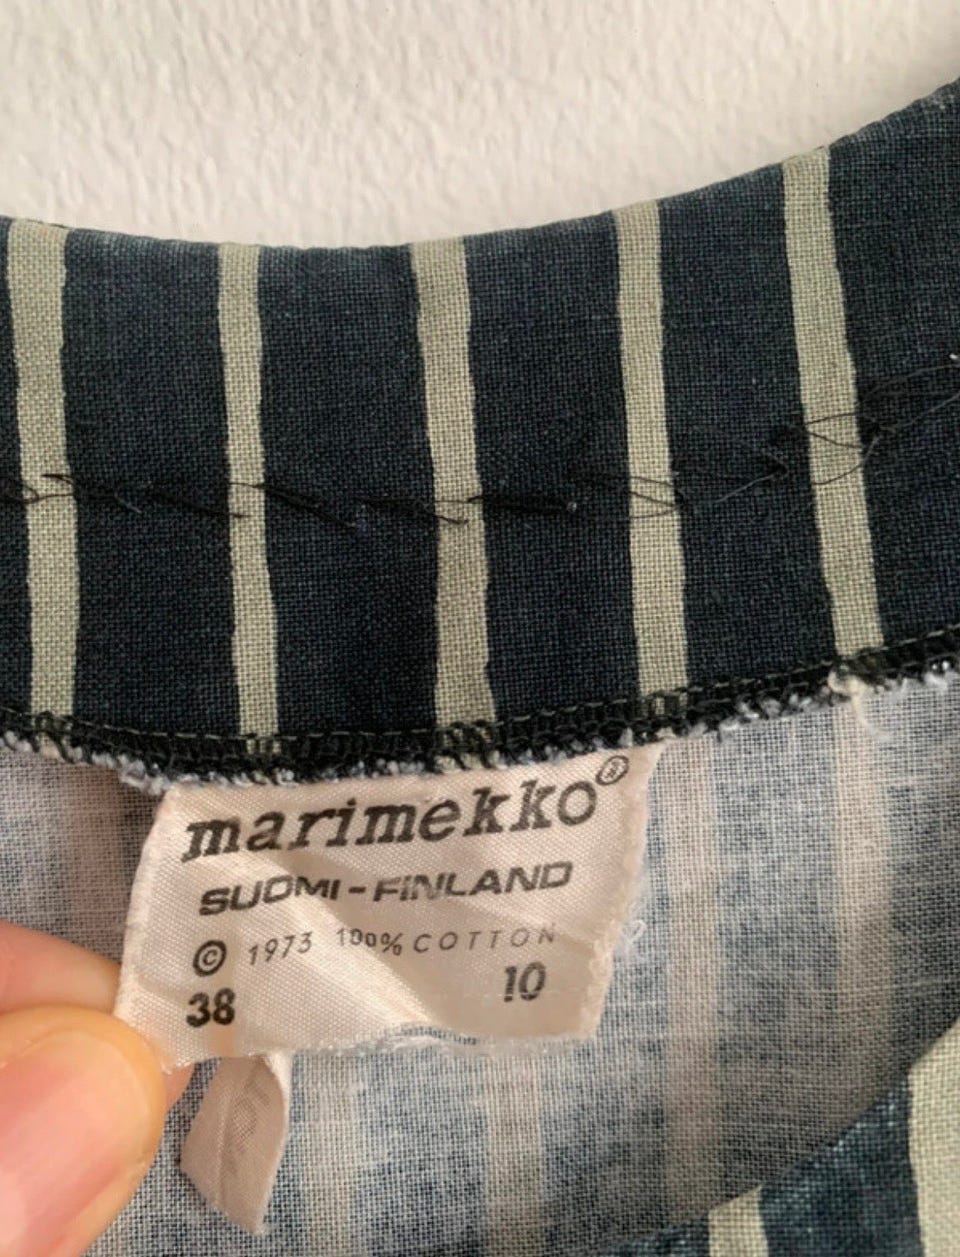 marimekko®
SUOMI-FINLAND
© 1973 100% COTTON
38 10